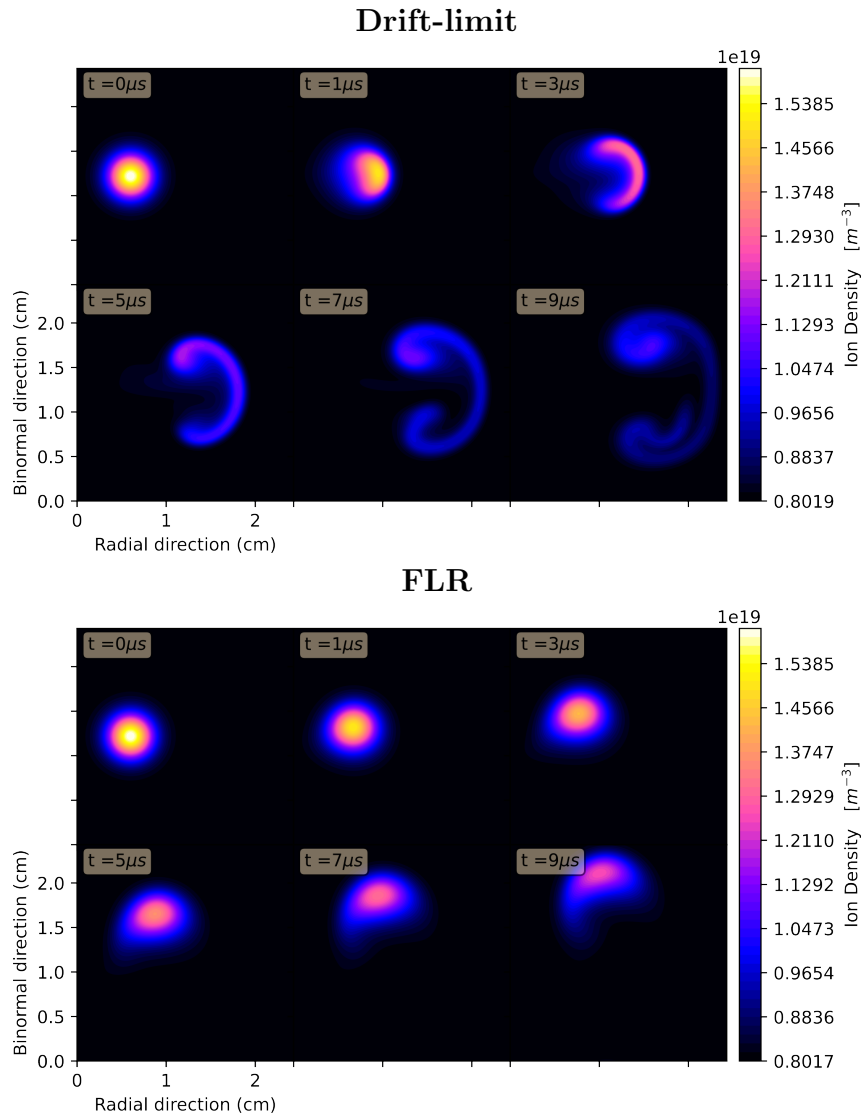 Drift-limit
1e19
t =0μs
t =1μs
t =3μs
1.5385
1.4566
1.3748
1.2930
1.2111
1.1293
1.0474
0.9656
0.8837
0.8019
Ion Density [m⁻³]
t =5μs
t =7μs
t =9μs
2.0
1.5
1.0
0.5
0.0
Binormal direction (cm)
0 1 2
Radial direction (cm)
FLR
1e19
t =0μs
t =1μs
t =3μs
1.5385
1.4566
1.3747
1.2929
1.2110
1.1292
1.0473
0.9654
0.8836
0.8017
Ion Density [m⁻³]
t =5μs
t =7μs
t =9μs
2.0
1.5
1.0
0.5
0.0
Binormal direction (cm)
0 1 2
Radial direction (cm)